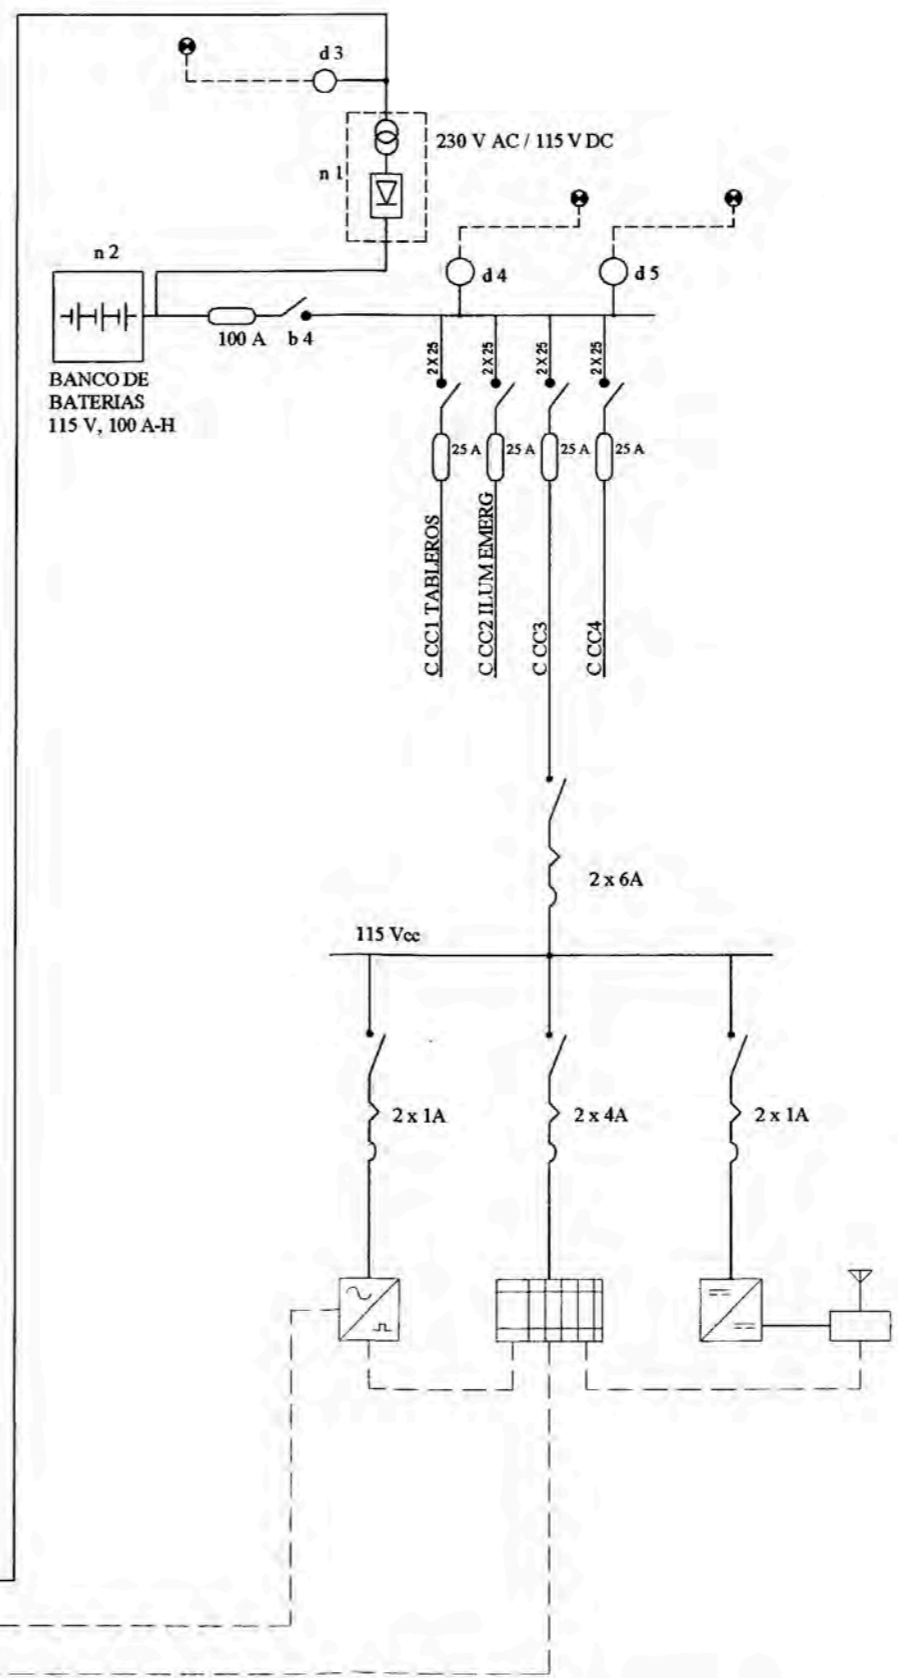 d 3
230 V AC / 115 V DC
n 1
n 2
d 4
d 5
100 A
b 4
BANCO DE
BATERIAS
115 V, 100 A-H
2 X 25
2 X 25
2 X 25
2 X 25
25 A
25 A
25 A
25 A
C CC1 TABLEROS
C CC2 ILUM EMERG
C CC3
C CC4
2 x 6A
115 Vcc
2 x 1A
2 x 4A
2 x 1A